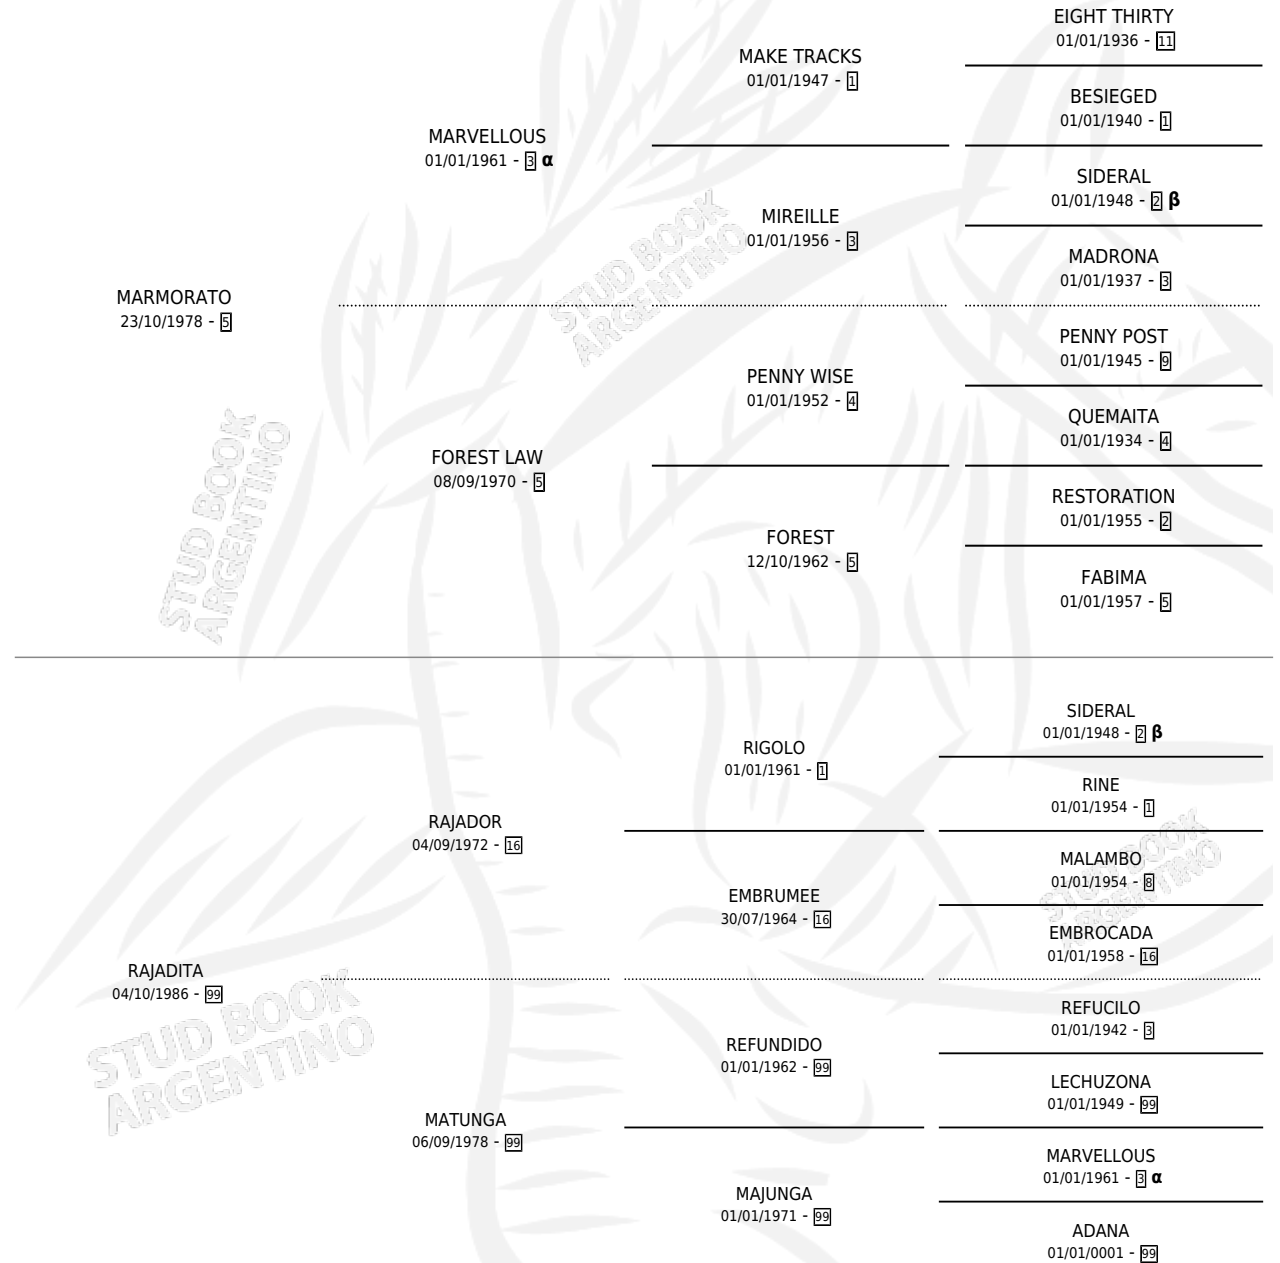 EIGHT THIRTY
01/01/1936 - 11
MAKE TRACKS
01/01/1947 - 1
BESIEGED
01/01/1940 - 1
MARVELLOUS
01/01/1961 - 3 α
SIDERAL
01/01/1948 - 2 β
MIREILLE
01/01/1956 - 3
MADRONA
01/01/1937 - 3
MARMORATO
23/10/1978 - 5
PENNY POST
01/01/1945 - 9
PENNY WISE
01/01/1952 - 4
QUEMAITA
01/01/1934 - 4
FOREST LAW
08/09/1970 - 5
RESTORATION
01/01/1955 - 2
FOREST
12/10/1962 - 5
FABIMA
01/01/1957 - 5
STUD BOOK
ARGENTINO
STUD BOOK
ARGENTINO
SIDERAL
01/01/1948 - 2 β
RIGOLO
01/01/1961 - 1
RINE
01/01/1954 - 1
RAJADOR
04/09/1972 - 16
MALAMBO
01/01/1954 - 8
EMBRUMEE
30/07/1964 - 16
EMBROCADA
01/01/1958 - 16
RAJADITA
04/10/1986 - 99
REFUCILO
01/01/1942 - 3
REFUNDIDO
01/01/1962 - 99
LECHUZONA
01/01/1949 - 99
MATUNGA
06/09/1978 - 99
MARVELLOUS
01/01/1961 - 3 α
MAJUNGA
01/01/1971 - 99
ADANA
01/01/0001 - 99
STUD BOOK
ARGENTINO
STUD BOOK
ARGENTINO